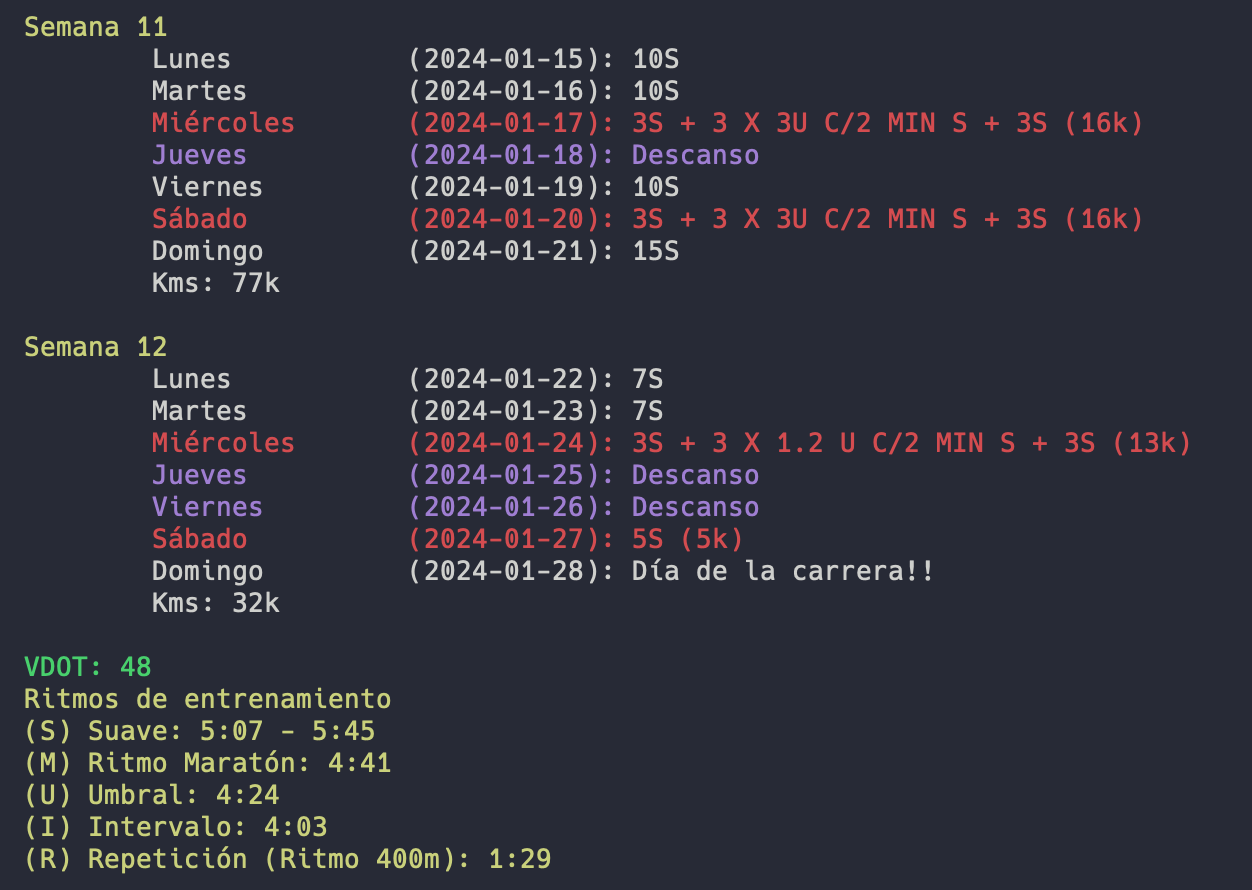 Semana 11
Lunes (2024-01-15): 10S
Martes (2024-01-16): 10S
Miércoles (2024-01-17): 3S + 3 X 3U C/2 MIN S + 3S (16k)
Jueves (2024-01-18): Descanso
Viernes (2024-01-19): 10S
Sábado (2024-01-20): 3S + 3 X 3U C/2 MIN S + 3S (16k)
Domingo (2024-01-21): 15S
Kms: 77k
Semana 12
Lunes (2024-01-22): 7S
Martes (2024-01-23): 7S
Miércoles (2024-01-24): 3S + 3 X 1.2 U C/2 MIN S + 3S (13k)
Jueves (2024-01-25): Descanso
Viernes (2024-01-26): Descanso
Sábado (2024-01-27): 5S (5k)
Domingo (2024-01-28): Día de la carrera!!
Kms: 32k
VDOT: 48
Ritmos de entrenamiento
(S) Suave: 5:07 - 5:45
(M) Ritmo Maratón: 4:41
(U) Umbral: 4:24
(I) Intervalo: 4:03
(R) Repetición (Ritmo 400m): 1:29